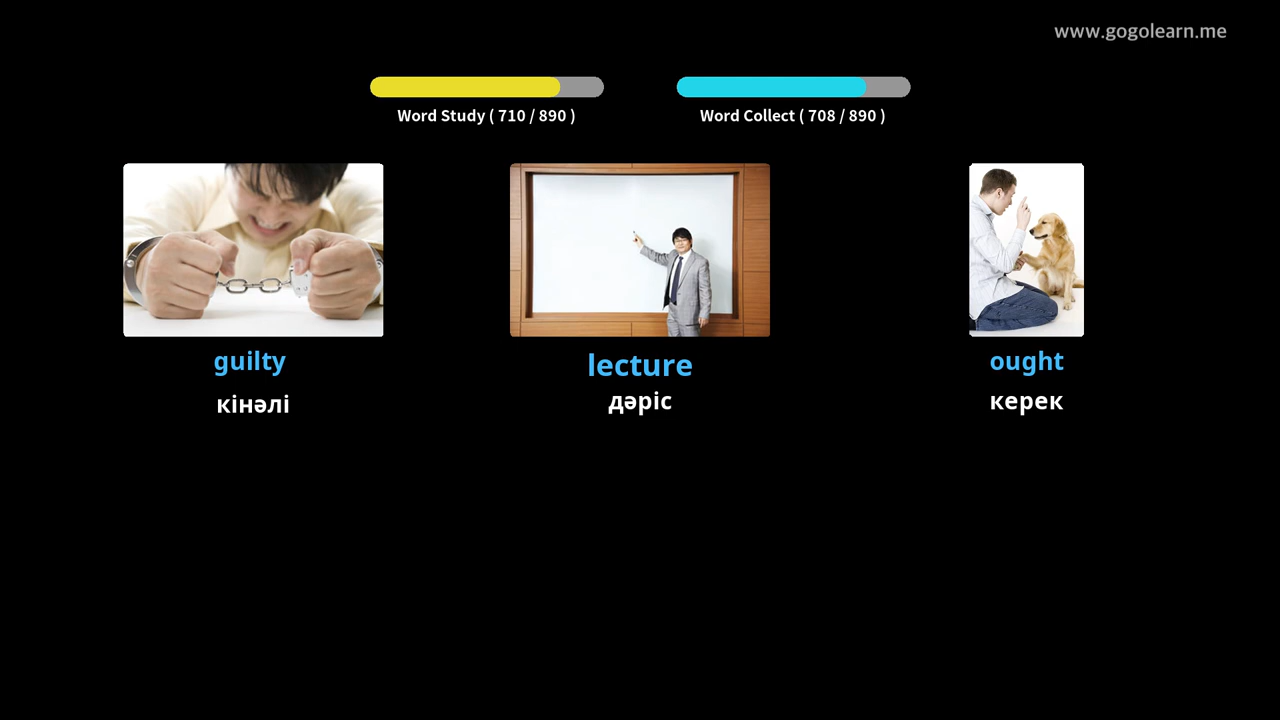 www.gogolearn.me
Word Study ( 710 / 890 )
Word Collect ( 708 / 890 )
guilty
кінәлі
lecture
дәріс
ought
керек